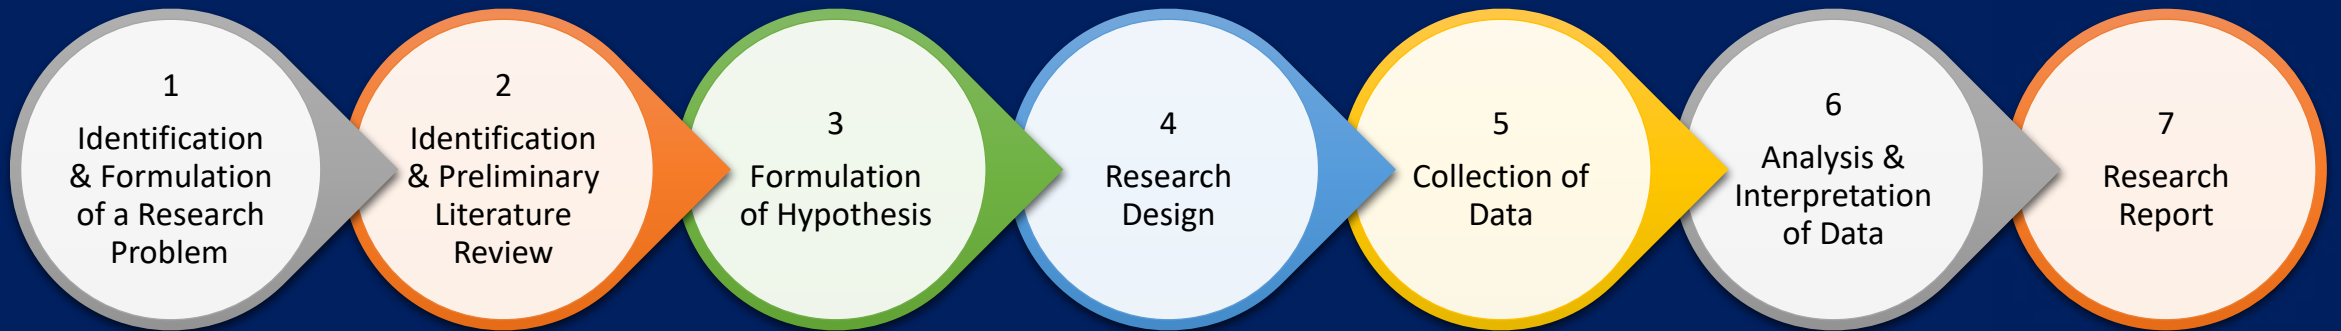 1
Identification
& Formulation
of a Research
Problem
2
Identification
& Preliminary
Literature
Review
3
Formulation
of Hypothesis
4
Research
Design
5
Collection of
Data
6
Analysis &
Interpretation
of Data
7
Research
Report